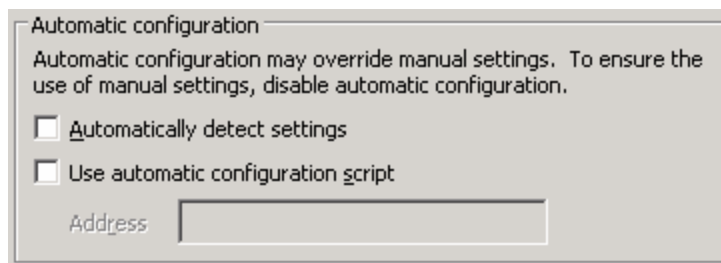 Automatic configuration
Automatic configuration may override manual settings.  To ensure the
use of manual settings, disable automatic configuration.
Automatically detect settings
Use automatic configuration script
Address